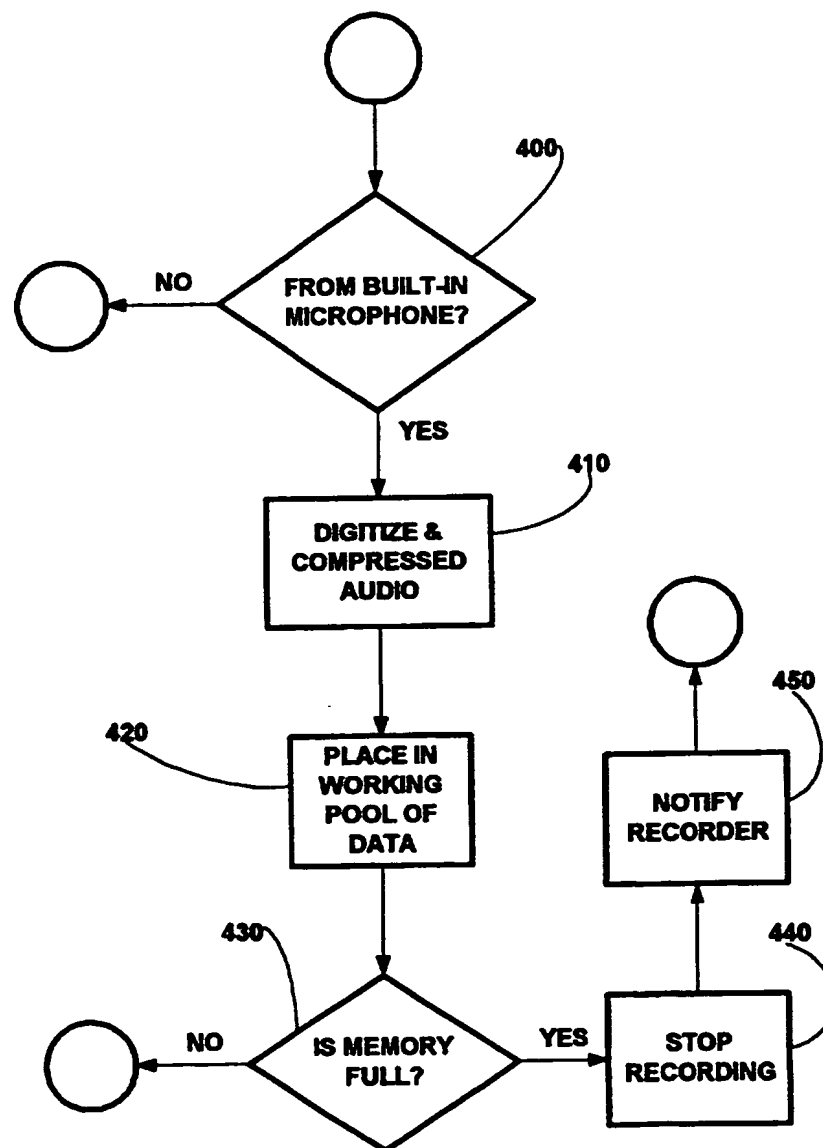 400
FROM BUILT-IN
MICROPHONE?
NO
YES
410
DIGITIZE &
COMPRESSED
AUDIO
420
PLACE IN
WORKING
POOL OF
DATA
430
IS MEMORY
FULL?
NO
YES
440
STOP
RECORDING
450
NOTIFY
RECORDER